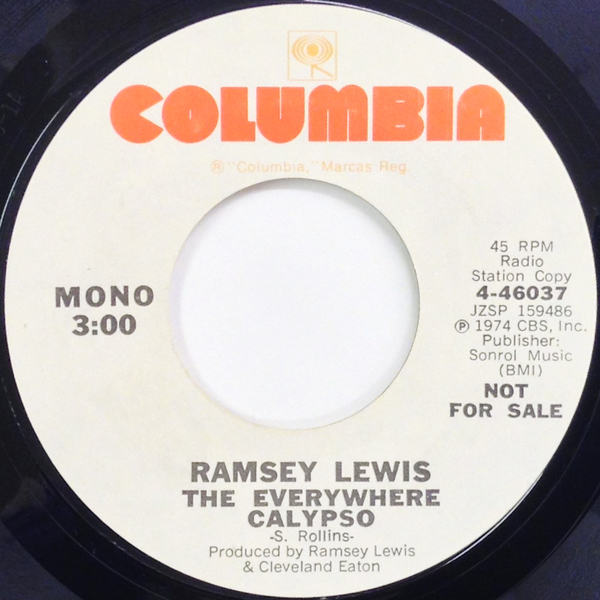 COLUMBIA
® "Columbia," Marcas Reg.
MONO
3:00
45 RPM
Radio
Station Copy
4-46037
JZSP 159486
℗ 1974 CBS, Inc.
Publisher:
Sonrol Music
(BMI)
NOT
FOR SALE
RAMSEY LEWIS
THE EVERYWHERE
CALYPSO
-S. Rollins-
Produced by Ramsey Lewis
& Cleveland Eaton